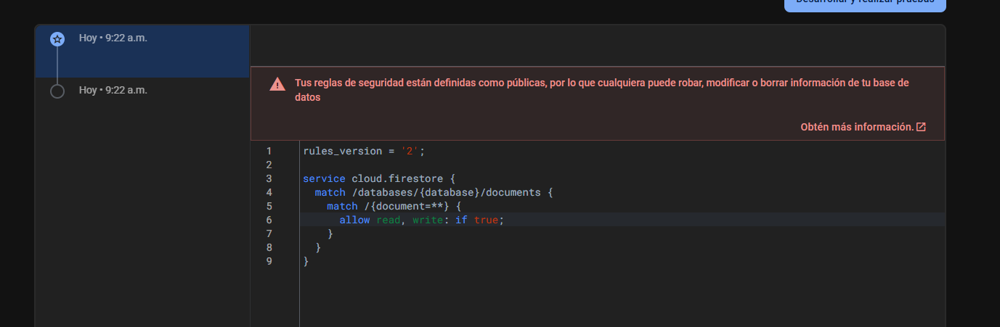 Desarrollar y realizar pruebas
Hoy • 9:22 a.m.
Hoy • 9:22 a.m.
Tus reglas de seguridad están definidas como públicas, por lo que cualquiera puede robar, modificar o borrar información de tu base de
datos
Obtén más información.
1 rules_version = '2';
2
3 service cloud.firestore {
4 match /databases/{database}/documents {
5 match /{document=**} {
6 allow read, write: if true;
7 }
8 }
9 }